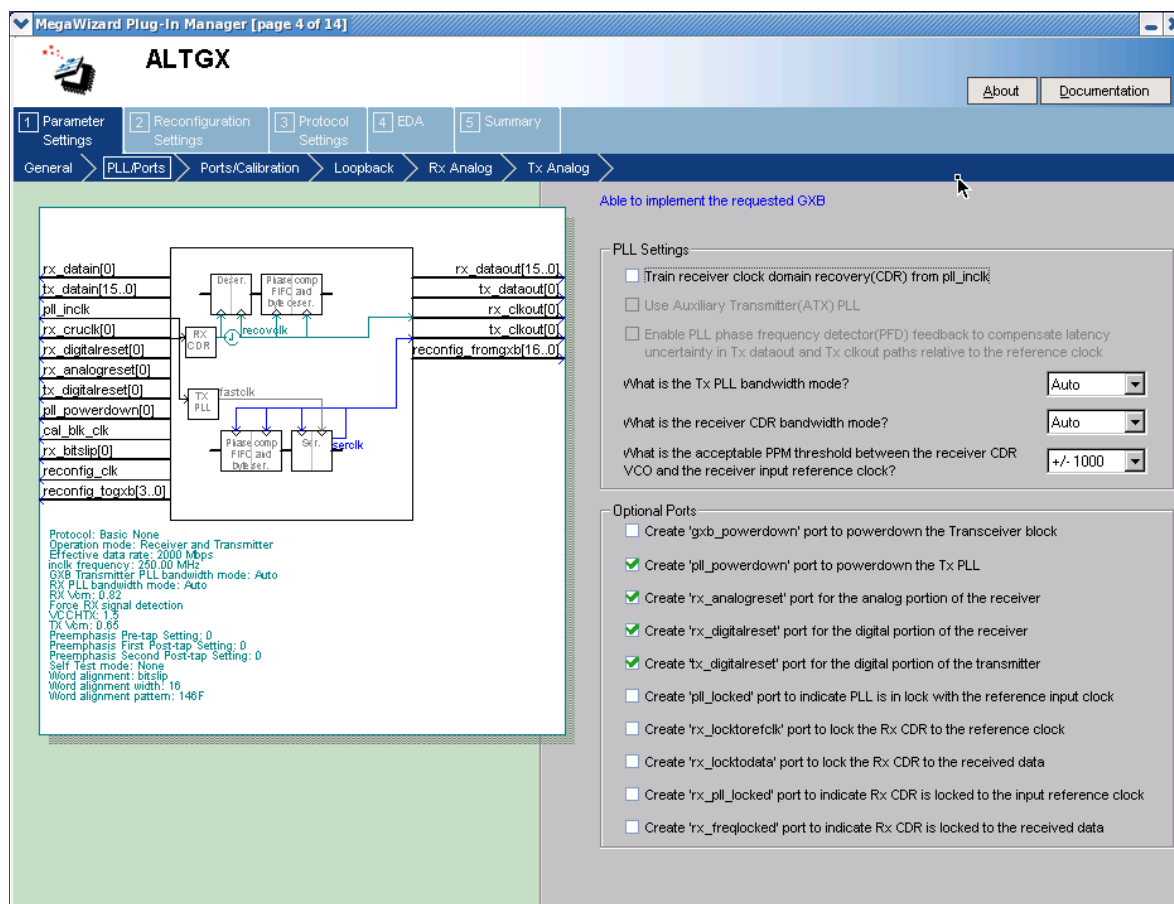 MegaWizard Plug-In Manager [page 4 of 14]
ALTGX
About
Documentation
1 Parameter Settings
2 Reconfiguration Settings
3 Protocol Settings
4 EDA
5 Summary
General
PLL/Ports
Ports/Calibration
Loopback
Rx Analog
Tx Analog
rx_datain[0]
tx_datain[15..0]
pll_inclk
rx_cruclk[0]
rx_digitalreset[0]
rx_analogreset[0]
tx_digitalreset[0]
pll_powerdown[0]
cal_blk_clk
rx_bitslip[0]
reconfig_clk
reconfig_togxb[3..0]
Deser.
Phase comp
FIFO and
byte deser.
RX
CDR
recovclk
TX
PLL
fastclk
Phase comp
FIFO and
byte ser.
Ser.
serclk
rx_dataout[15..0]
tx_dataout[0]
rx_clkout[0]
tx_clkout[0]
reconfig_fromgxb[16..0]
Protocol: Basic None
Operation mode: Receiver and Transmitter
Effective data rate: 2000 Mbps
inclk frequency: 250.00 MHz
GXB Transmitter PLL bandwidth mode: Auto
RX PLL bandwidth mode: Auto
RX Vcm: 0.82
Force RX signal detection
VCCHTX: 1.5
TX Vcm: 0.65
Preemphasis Pre-tap Setting: 0
Preemphasis First Post-tap Setting: 0
Preemphasis Second Post-tap Setting: 0
Self Test mode: None
Word alignment: bitslip
Word alignment width: 16
Word alignment pattern: 146F
Able to implement the requested GXB
PLL Settings
Train receiver clock domain recovery(CDR) from pll_inclk
Use Auxiliary Transmitter(ATX) PLL
Enable PLL phase frequency detector(PFD) feedback to compensate latency
uncertainty in Tx dataout and Tx clkout paths relative to the reference clock
What is the Tx PLL bandwidth mode?
Auto
What is the receiver CDR bandwidth mode?
Auto
What is the acceptable PPM threshold between the receiver CDR
VCO and the receiver input reference clock?
+/- 1000
Optional Ports
Create 'gxb_powerdown' port to powerdown the Transceiver block
Create 'pll_powerdown' port to powerdown the Tx PLL
Create 'rx_analogreset' port for the analog portion of the receiver
Create 'rx_digitalreset' port for the digital portion of the receiver
Create 'tx_digitalreset' port for the digital portion of the transmitter
Create 'pll_locked' port to indicate PLL is in lock with the reference input clock
Create 'rx_locktorefclk' port to lock the Rx CDR to the reference clock
Create 'rx_locktodata' port to lock the Rx CDR to the received data
Create 'rx_pll_locked' port to indicate Rx CDR is locked to the input reference clock
Create 'rx_freqlocked' port to indicate Rx CDR is locked to the received data